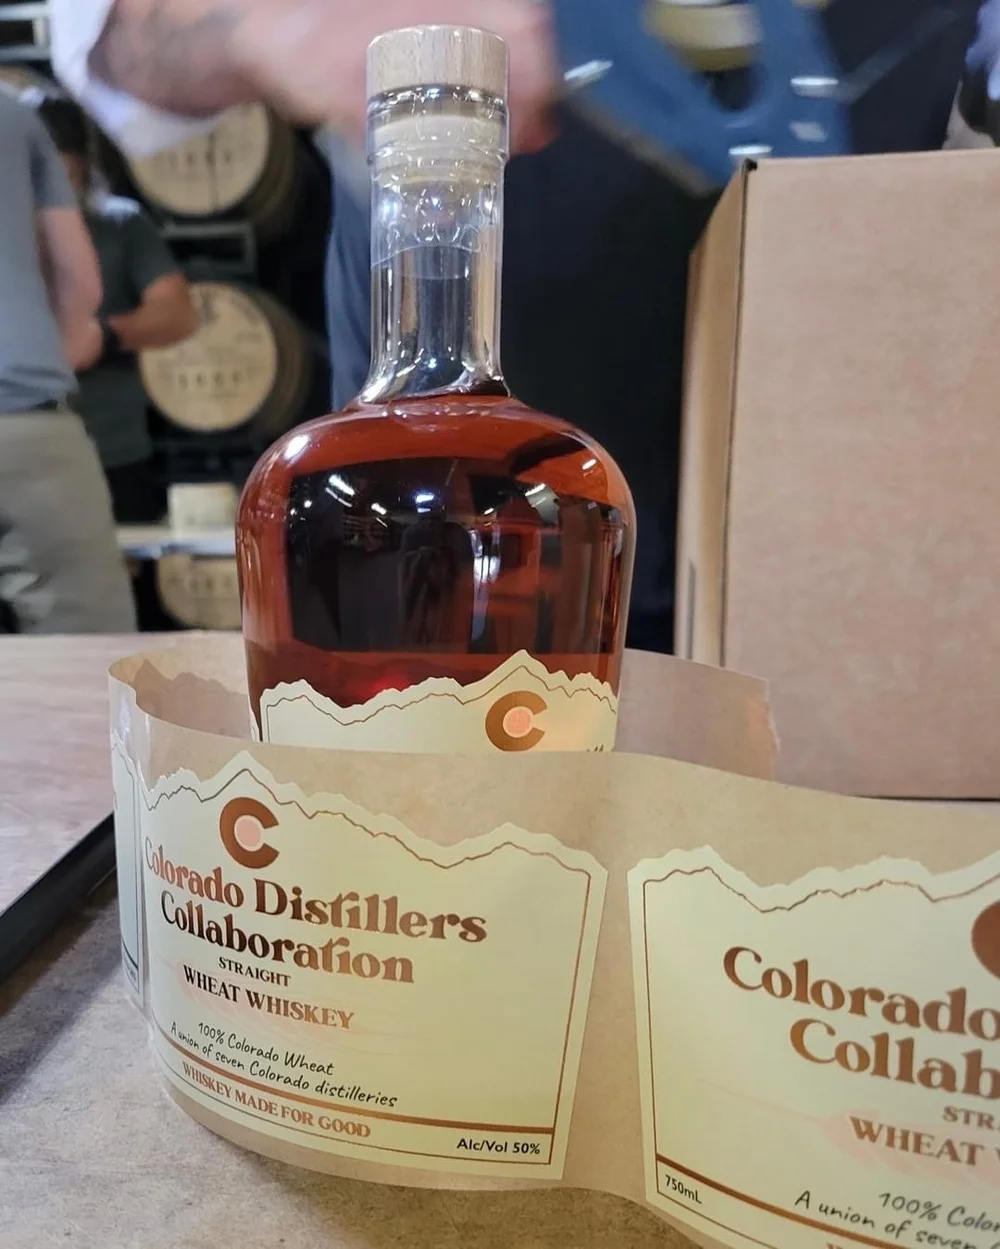 Colorado Distillers
Collaboration
STRAIGHT
WHEAT WHISKEY
100% Colorado Wheat
A union of seven Colorado distilleries
WHISKEY MADE FOR GOOD
Alc/Vol 50%
Colorado
Collab
STR
WHEAT
100% Color
A union of seven
750mL